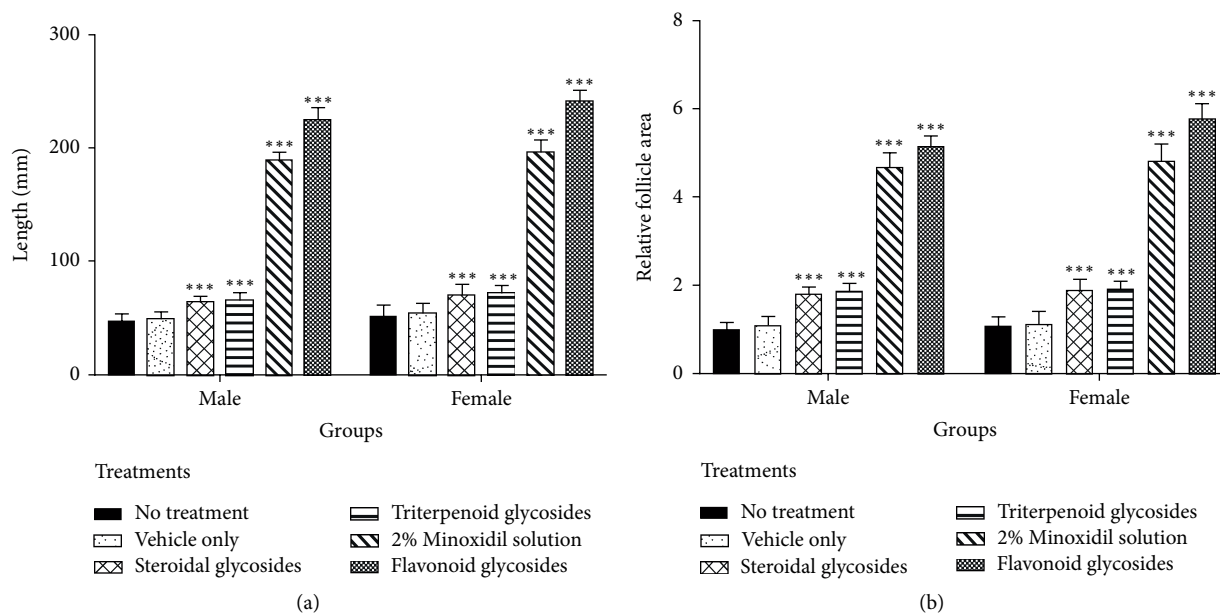 300
200
100
0
Length (mm)
***
***
***
***
***
***
***
***
Male
Female
Groups
Treatments
No treatment
Vehicle only
Steroidal glycosides
Triterpenoid glycosides
2% Minoxidil solution
Flavonoid glycosides
(a)
8
6
4
2
0
Relative follicle area
***
***
***
***
***
***
***
***
Male
Female
Groups
Treatments
No treatment
Vehicle only
Steroidal glycosides
Triterpenoid glycosides
2% Minoxidil solution
Flavonoid glycosides
(b)